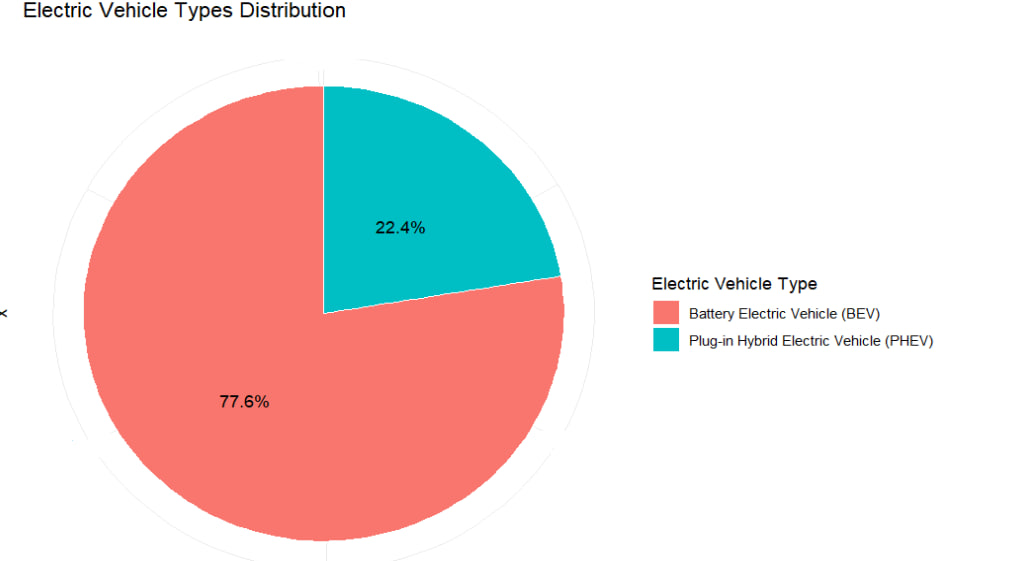 Electric Vehicle Types Distribution
22.4%
77.6%
x
Electric Vehicle Type
Battery Electric Vehicle (BEV)
Plug-in Hybrid Electric Vehicle (PHEV)